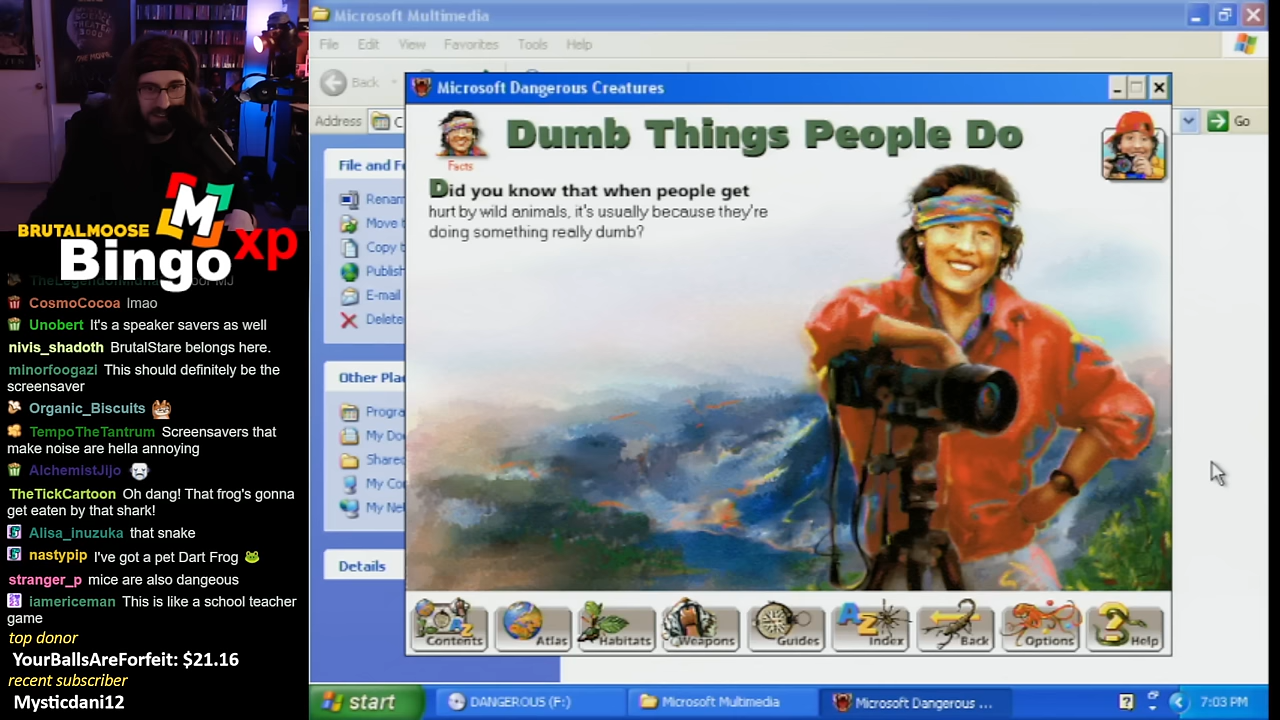 Microsoft Multimedia
File Edit View Favorites Tools Help
Back
Address C Go
Microsoft Dangerous Creatures
Facts
Dumb Things People Do
Did you know that when people get
hurt by wild animals, it's usually because they're
doing something really dumb?
File and Fo
Renam
Move t
Copy t
Publish
E-mail
Delete
Other Plac
Progra
My Doc
Shared
My Co
My Net
Details
Contents Atlas Habitats Weapons Guides A Z Index Back Options Help
start DANGEROUS (F:) Microsoft Multimedia Microsoft Dangerous ... 7:03 PM
BRUTALMOOSE M
Bingo xp
CosmoCocoa lmao
Unobert It's a speaker savers as well
nivis_shadoth BrutalStare belongs here.
minorfoogazi This should definitely be the
screensaver
Organic_Biscuits
TempoTheTantrum Screensavers that
make noise are hella annoying
AlchemistJijo
TheTickCartoon Oh dang! That frog's gonna
get eaten by that shark!
Alisa_inuzuka that snake
nastypip I've got a pet Dart Frog
stranger_p mice are also dangeous
iamericeman This is like a school teacher
game
top donor
YourBallsAreForfeit: $21.16
recent subscriber
Mysticdani12